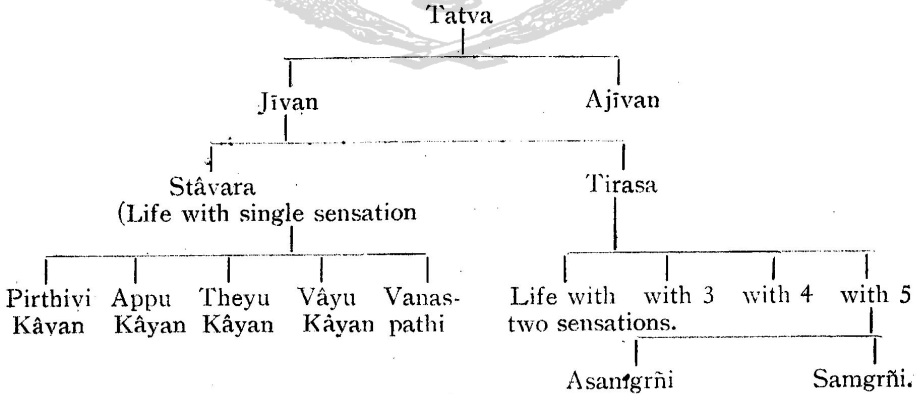 Tatva
Jīvan Ajīvan
Stâvara Tirasa
(Life with single sensation
Pirthivi Appu Theyu Vâyu Vanas- Life with with 3 with 4 with 5
Kâyan Kâyan Kâyan Kâyan pathi two sensations.
Asamgrñi Samgrñi.